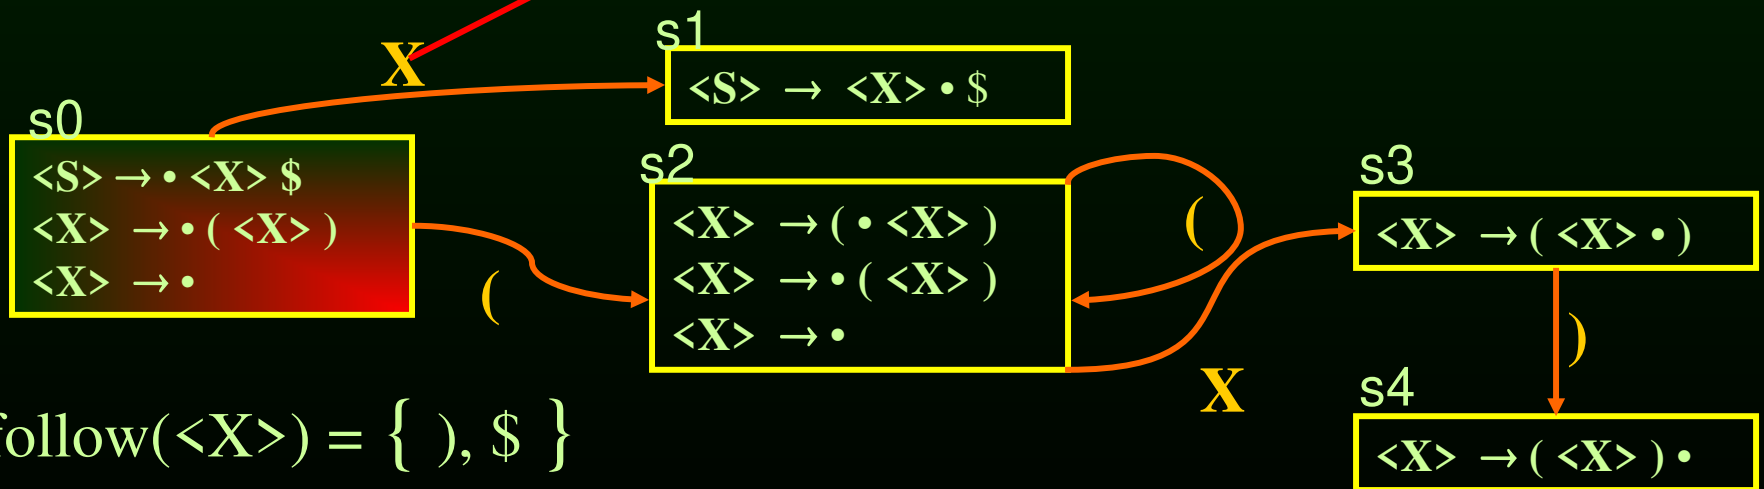 X
s1
<S> → <X> • $
s0
<S> → • <X> $
<X> → • ( <X> )
<X> → •
(
s2
<X> → ( • <X> )
<X> → • ( <X> )
<X> → •
(
X
s3
<X> → ( <X> • )
)
s4
<X> → ( <X> ) •
follow(<X>) = { ), $ }